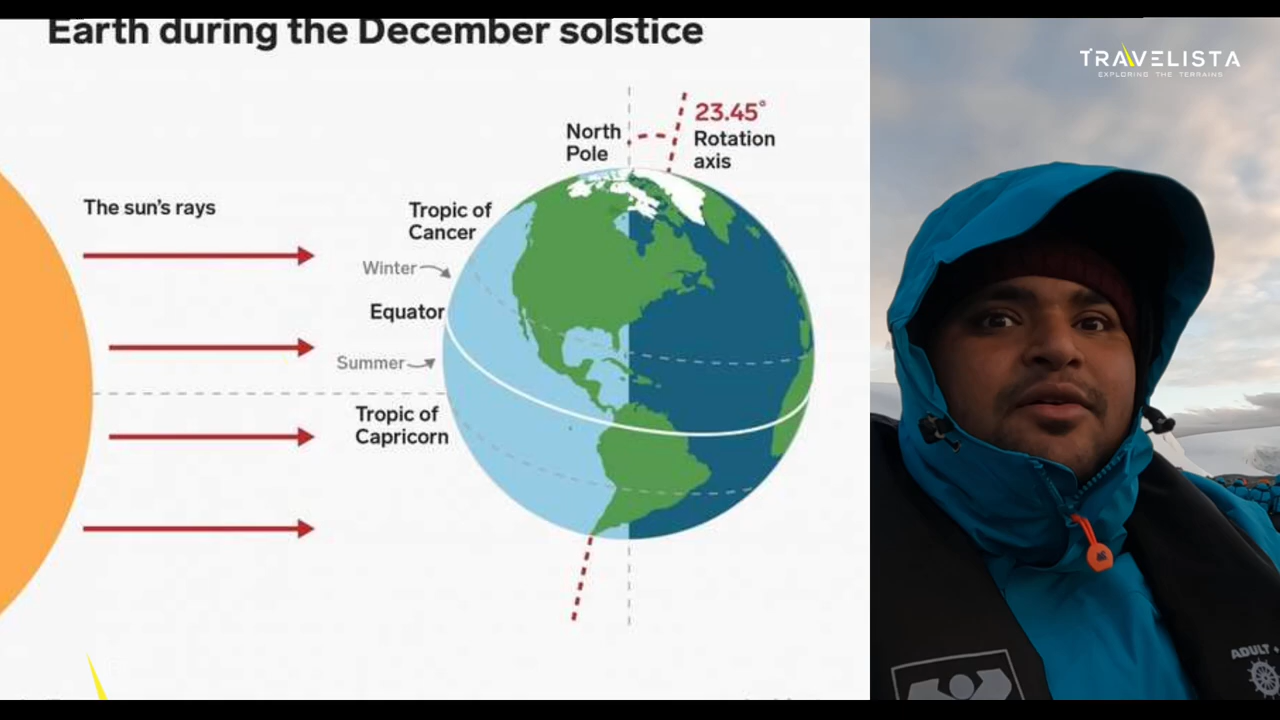 Earth during the December solstice
TRAVELISTA
EXPLORING THE TERRAINS
23.45°
Rotation
axis
North
Pole
The sun's rays
Tropic of
Cancer
Winter
Equator
Summer
Tropic of
Capricorn
ADULT